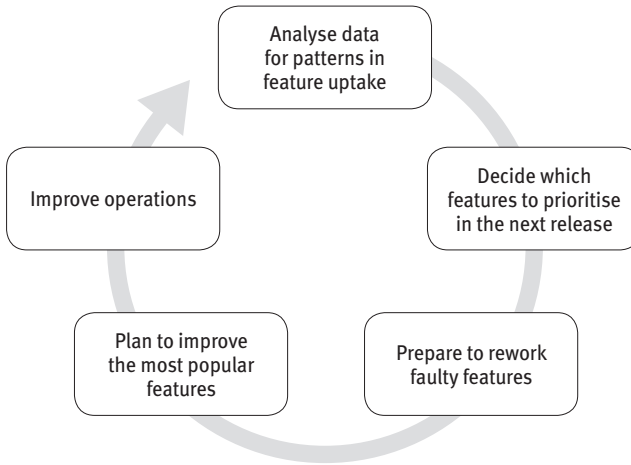 Analyse data
for patterns in
feature uptake
Decide which
features to prioritise
in the next release
Prepare to rework
faulty features
Plan to improve
the most popular
features
Improve operations